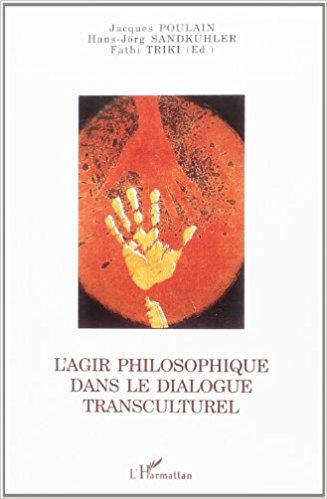 Jacques POULAIN
Hans-Jörg SANDKÜHLER
Fathi TRIKI (Ed.)
L'AGIR PHILOSOPHIQUE
DANS LE DIALOGUE
TRANSCULTUREL
L'Harmattan